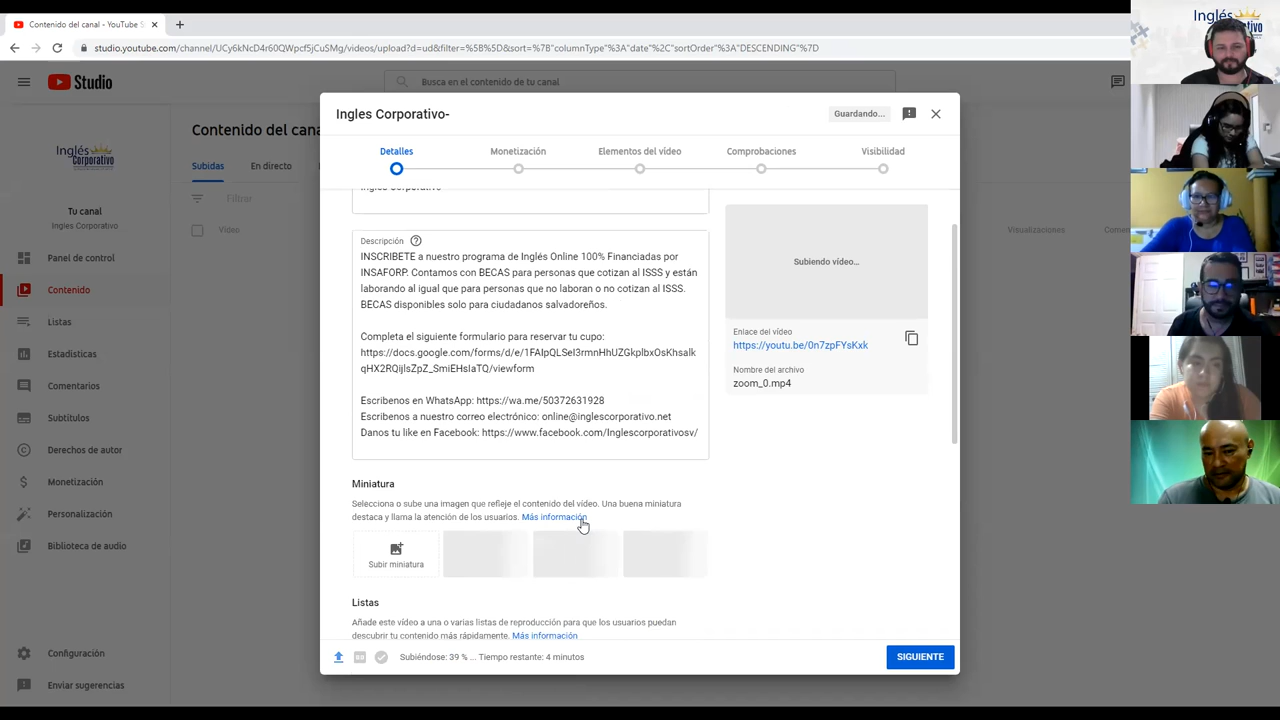 Contenido del canal - YouTube S
studio.youtube.com/channel/UCy6kNcD4r60QWpcf5jCuSMg/videos/upload?d=ud&filter=%5B%5D&sort=%7B"columnType"%3A"date"%2C"sortOrder"%3A"DESCENDING"%7D
Studio
Busca en el contenido de tu canal
Inglés
Corporativo
Tu canal
Ingles Corporativo
Panel de control
Contenido
Listas
Estadísticas
Comentarios
Subtítulos
Derechos de autor
Monetización
Personalización
Biblioteca de audio
Configuración
Enviar sugerencias
Contenido del cana
Subidas
En directo
Filtrar
Vídeo
Visualizaciones
Comen
Ingles Corporativo-
Guardando...
Detalles
Monetización
Elementos del vídeo
Comprobaciones
Visibilidad
Ingles Corporativo
Descripción
INSCRIBETE a nuestro programa de Inglés Online 100% Financiadas por
INSAFORP. Contamos con BECAS para personas que cotizan al ISSS y están
laborando al igual que para personas que no laboran o no cotizan al ISSS.
BECAS disponibles solo para ciudadanos salvadoreños.
Completa el siguiente formulario para reservar tu cupo:
https://docs.google.com/forms/d/e/1FAIpQLSeI3rmnHhUZGkplbxOsKhsalk
qHX2RQijlsZpZ_SmiEHsIaTQ/viewform
Escribenos en WhatsApp: https://wa.me/50372631928
Escribenos a nuestro correo electrónico: online@inglescorporativo.net
Danos tu like en Facebook: https://www.facebook.com/Inglescorporativosv/
Subiendo vídeo...
Enlace del vídeo
https://youtu.be/0n7zpFYsKxk
Nombre del archivo
zoom_0.mp4
Miniatura
Selecciona o sube una imagen que refleje el contenido del vídeo. Una buena miniatura
destaca y llama la atención de los usuarios. Más información
Subir miniatura
Listas
Añade este vídeo a una o varias listas de reproducción para que los usuarios puedan
descubrir tu contenido más rápidamente. Más información
Subiéndose: 39 % ... Tiempo restante: 4 minutos
SIGUIENTE
Inglés